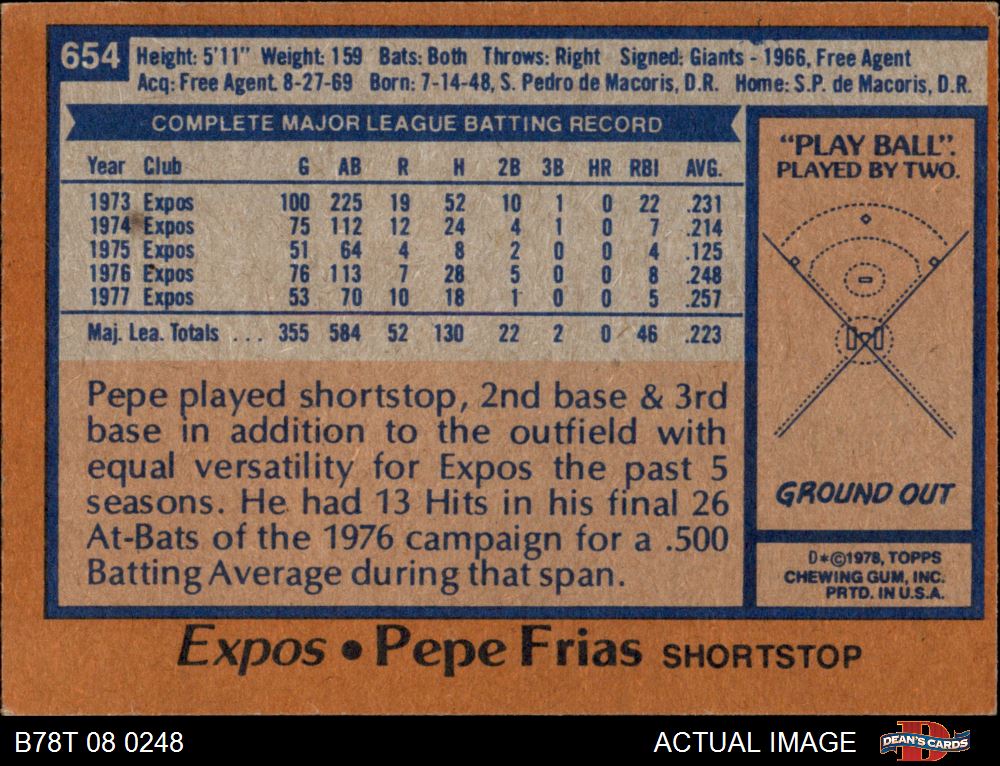 654
Height: 5'11" Weight: 159 Bats: Both Throws: Right Signed: Giants - 1966, Free Agent
Acq: Free Agent. 8-27-69 Born: 7-14-48, S. Pedro de Macoris, D.R. Home: S.P. de Macoris, D.R.
COMPLETE MAJOR LEAGUE BATTING RECORD
Year Club G AB R H 2B 3B HR RBI AVG.
1973 Expos 100 225 19 52 10 1 0 22 .231
1974 Expos 75 112 12 24 4 1 0 7 .214
1975 Expos 51 64 4 8 2 0 0 4 .125
1976 Expos 76 113 7 28 5 0 0 8 .248
1977 Expos 53 70 10 18 1 0 0 5 .257
Maj. Lea. Totals ... 355 584 52 130 22 2 0 46 .223
Pepe played shortstop, 2nd base & 3rd
base in addition to the outfield with
equal versatility for Expos the past 5
seasons. He had 13 Hits in his final 26
At-Bats of the 1976 campaign for a .500
Batting Average during that span.
"PLAY BALL".
PLAYED BY TWO.
GROUND OUT
D*©1978, TOPPS
CHEWING GUM, INC.
PRTD. IN U.S.A.
Expos • Pepe Frias SHORTSTOP
B78T 08 0248
ACTUAL IMAGE
D
DEAN'S CARDS